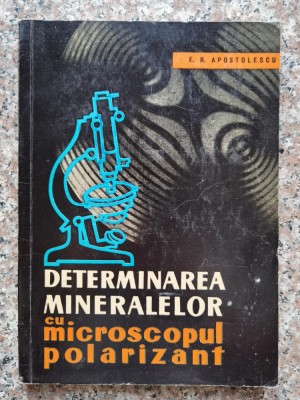 E. R. APOSTOLESCU
DETERMINAREA
MINERALELOR
cu
microscopul
polarizant